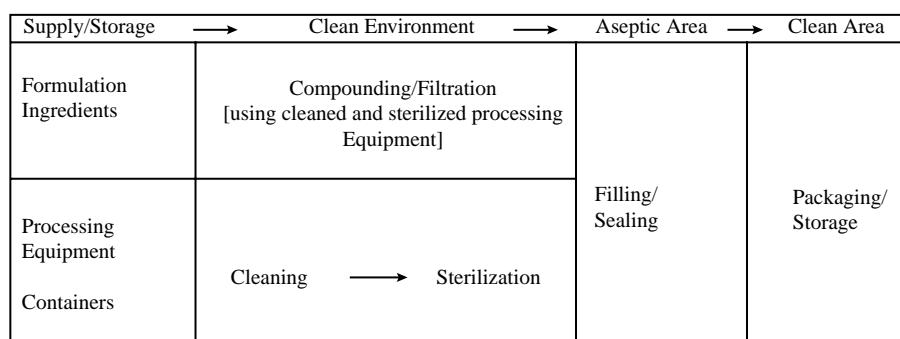 Supply/Storage
Clean Environment
Aseptic Area
Clean Area
Formulation
Ingredients
Compounding/Filtration
[using cleaned and sterilized processing
Equipment]
Processing
Equipment
Containers
Cleaning
Sterilization
Filling/
Sealing
Packaging/
Storage